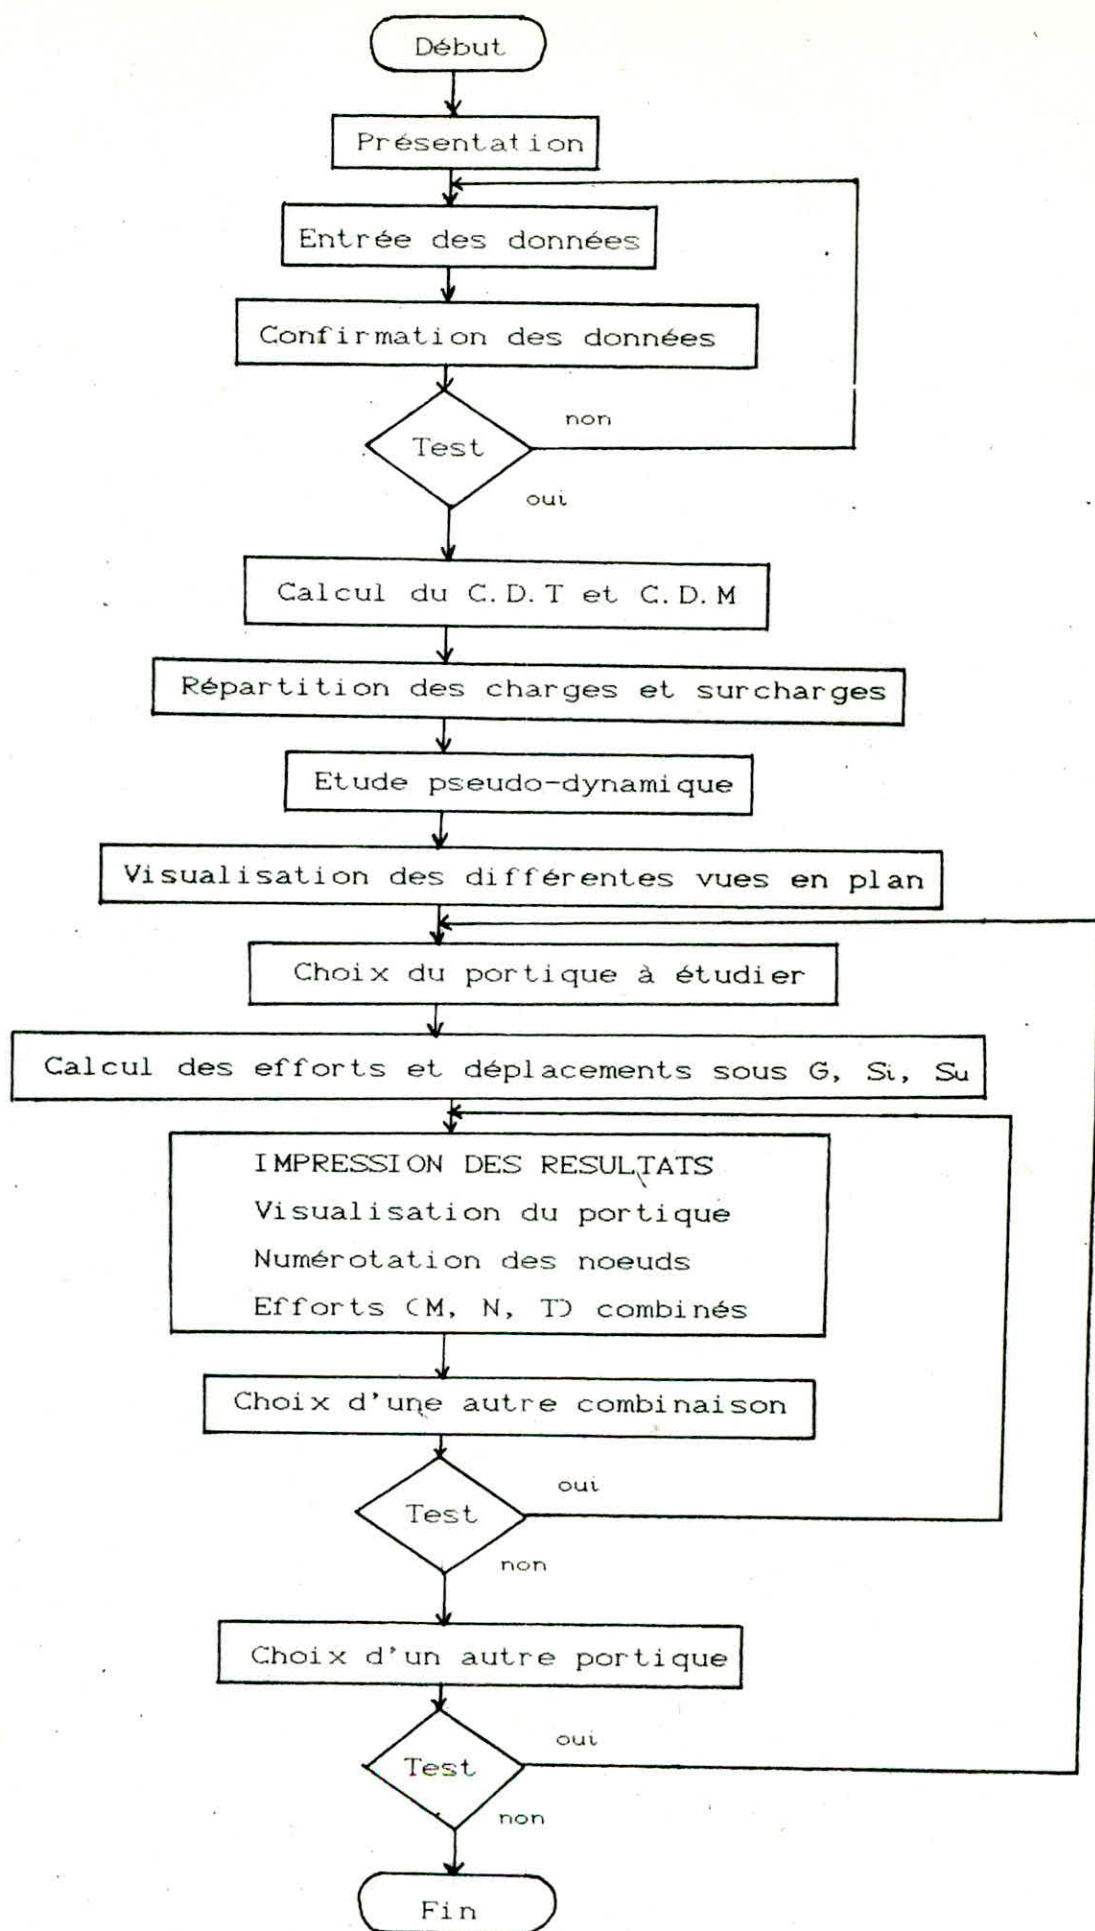 Début
Présentation
Entrée des données
Confirmation des données
non
Test
oui
Calcul du C.D.T et C.D.M
Répartition des charges et surcharges
Etude pseudo-dynamique
Visualisation des différentes vues en plan
Choix du portique à étudier
Calcul des efforts et déplacements sous G, Si, Su
IMPRESSION DES RESULTATS
Visualisation du portique
Numérotation des noeuds
Efforts (M, N, T) combinés
Choix d'une autre combinaison
oui
Test
non
Choix d'un autre portique
oui
Test
non
Fin